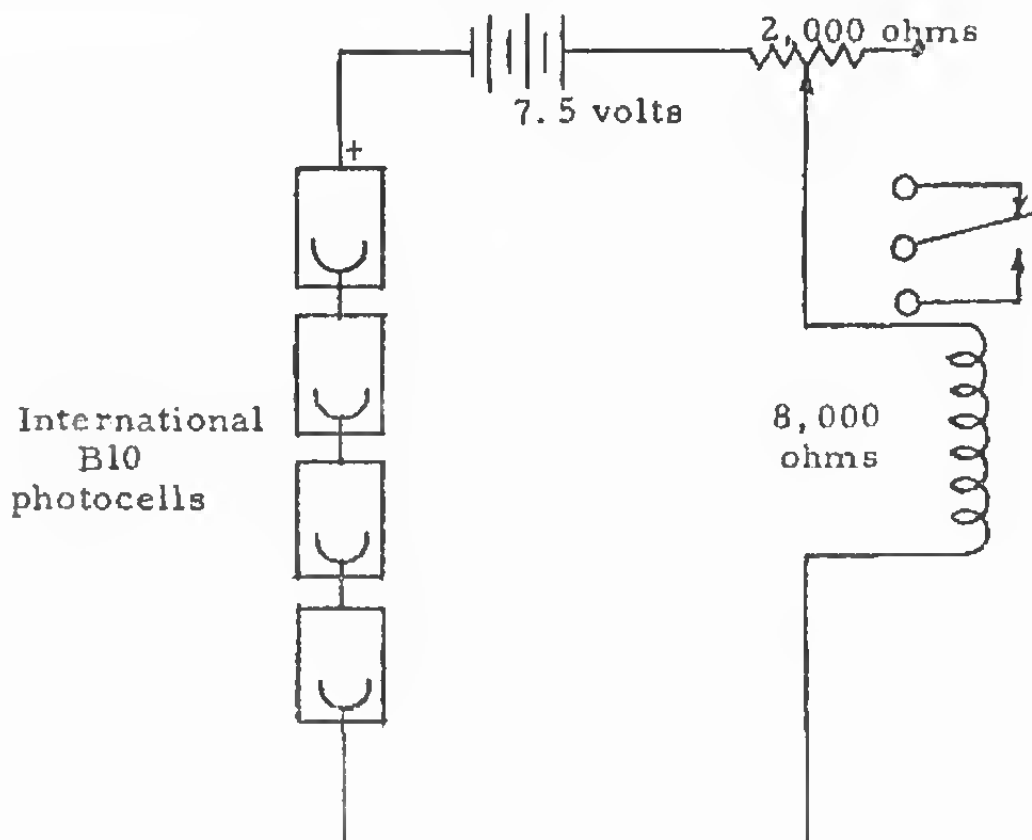 2,000 ohms
7.5 volts
+
International
B10
photocells
8,000
ohms